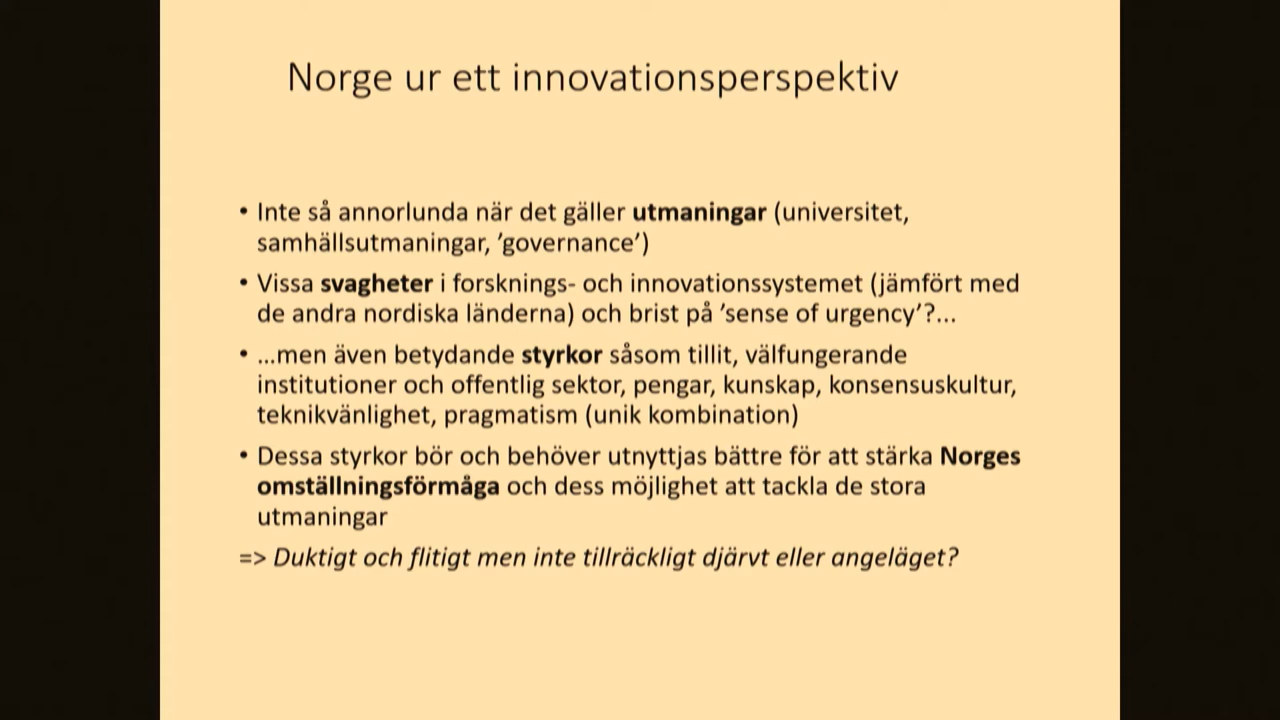 Norge ur ett innovationsperspektiv
• Inte så annorlunda när det gäller utmaningar (universitet,
samhällsutmaningar, ’governance’)
• Vissa svagheter i forsknings- och innovationssystemet (jämfört med
de andra nordiska länderna) och brist på ’sense of urgency’?...
• ...men även betydande styrkor såsom tillit, välfungerande
institutioner och offentlig sektor, pengar, kunskap, konsensuskultur,
teknikvänlighet, pragmatism (unik kombination)
• Dessa styrkor bör och behöver utnyttjas bättre för att stärka Norges
omställningsförmåga och dess möjlighet att tackla de stora
utmaningar
=> Duktigt och flitigt men inte tillräckligt djärvt eller angeläget?